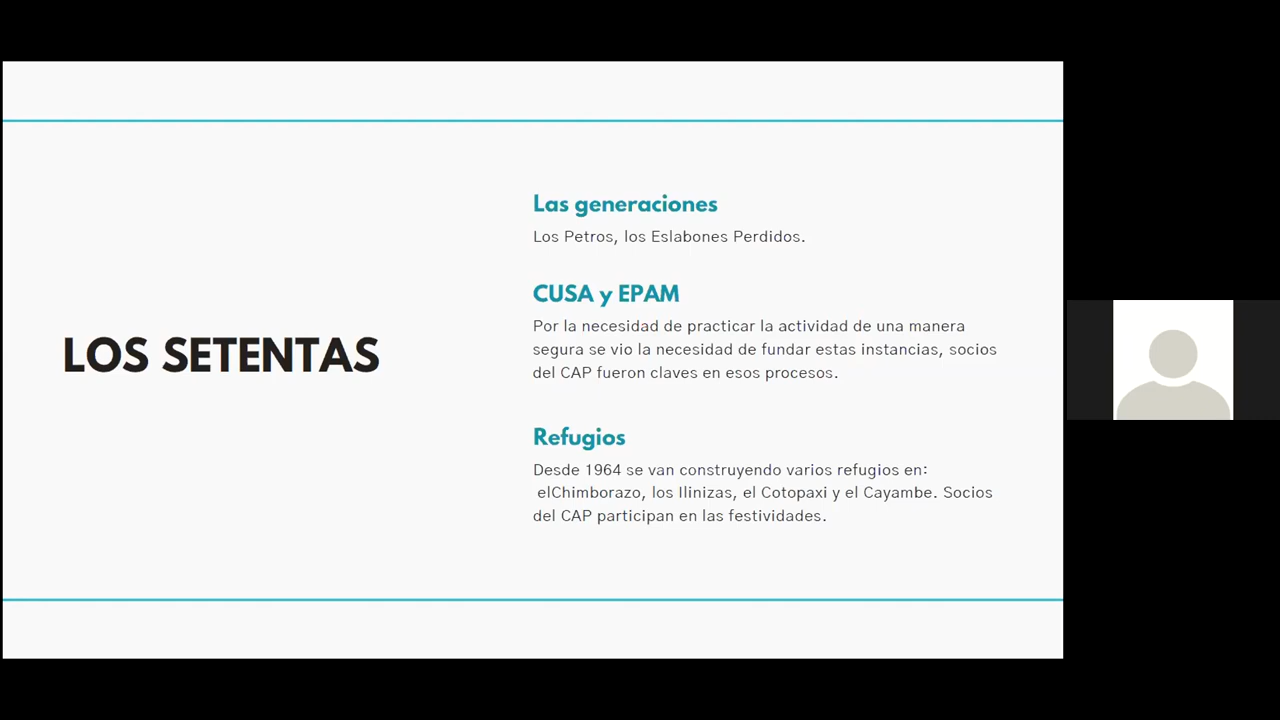 LOS SETENTAS
Las generaciones
Los Petros, los Eslabones Perdidos.
CUSA y EPAM
Por la necesidad de practicar la actividad de una manera
segura se vio la necesidad de fundar estas instancias, socios
del CAP fueron claves en esos procesos.
Refugios
Desde 1964 se van construyendo varios refugios en:
elChimborazo, los Ilinizas, el Cotopaxi y el Cayambe. Socios
del CAP participan en las festividades.